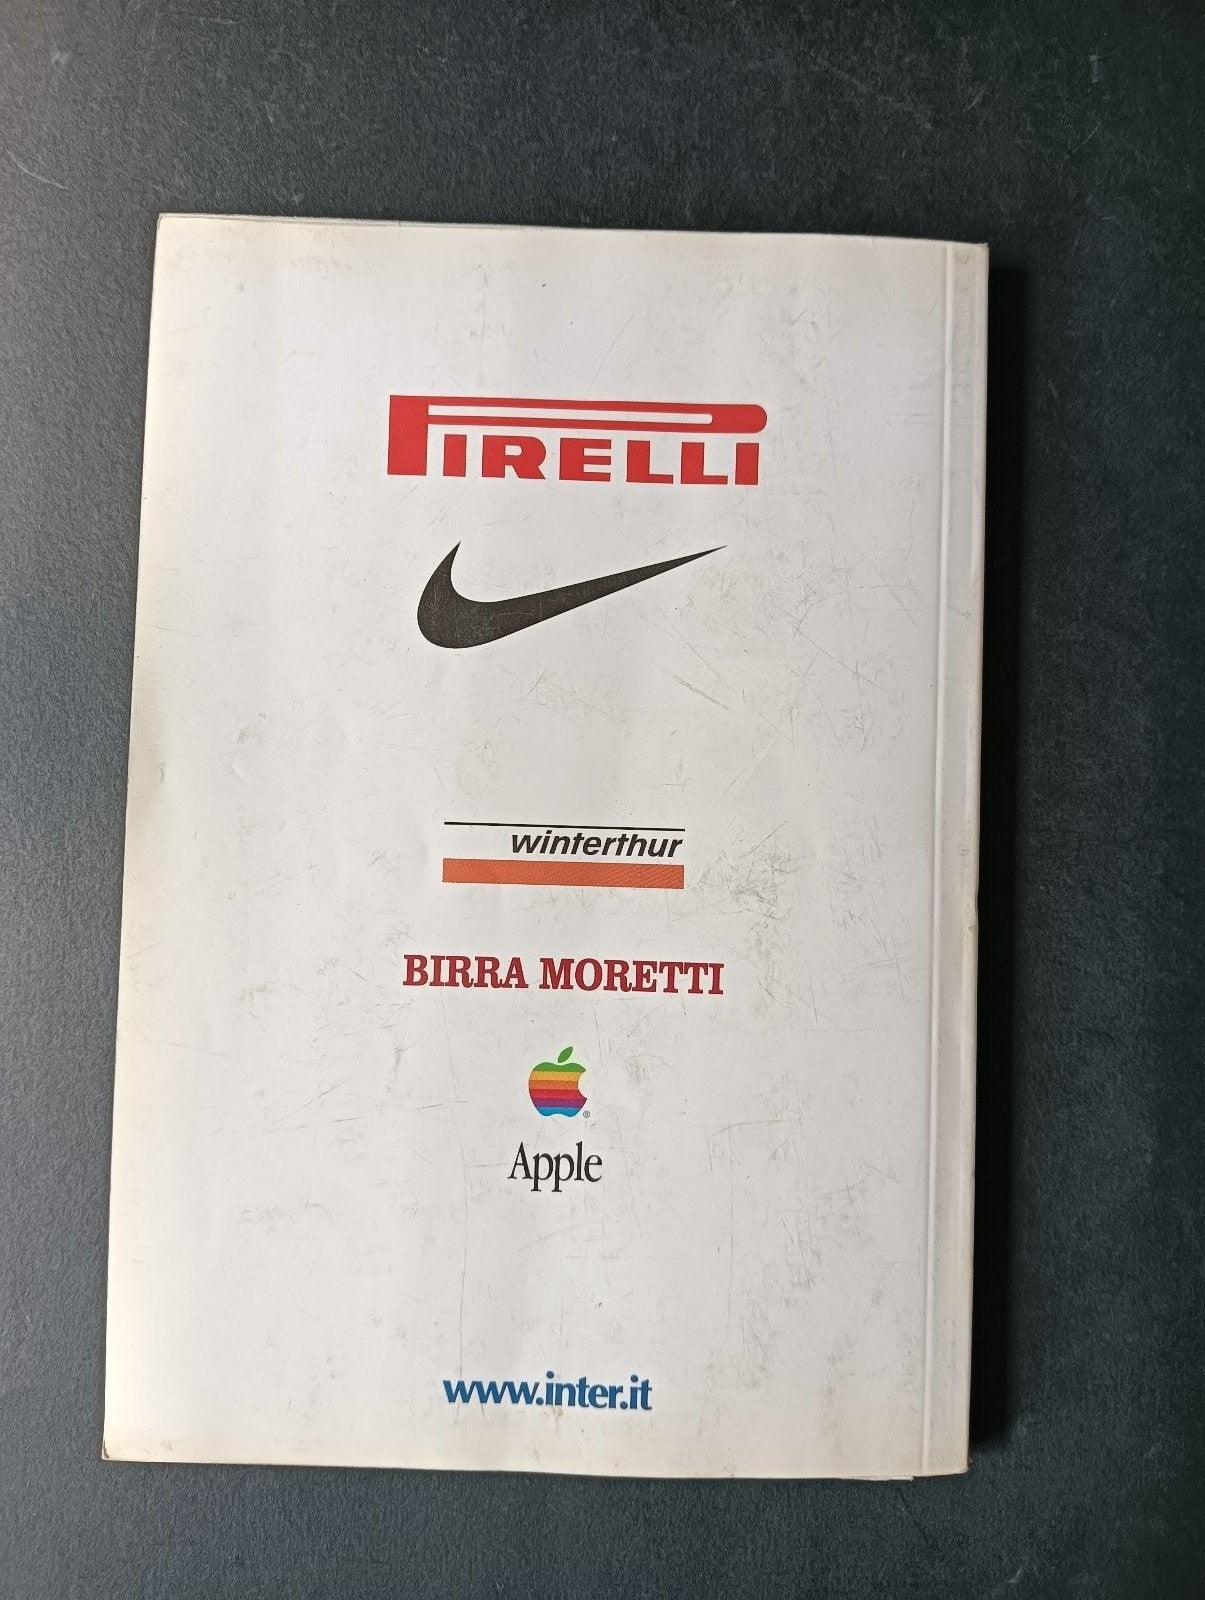 PIRELLI
winterthur
BIRRA MORETTI
Apple
www.inter.it